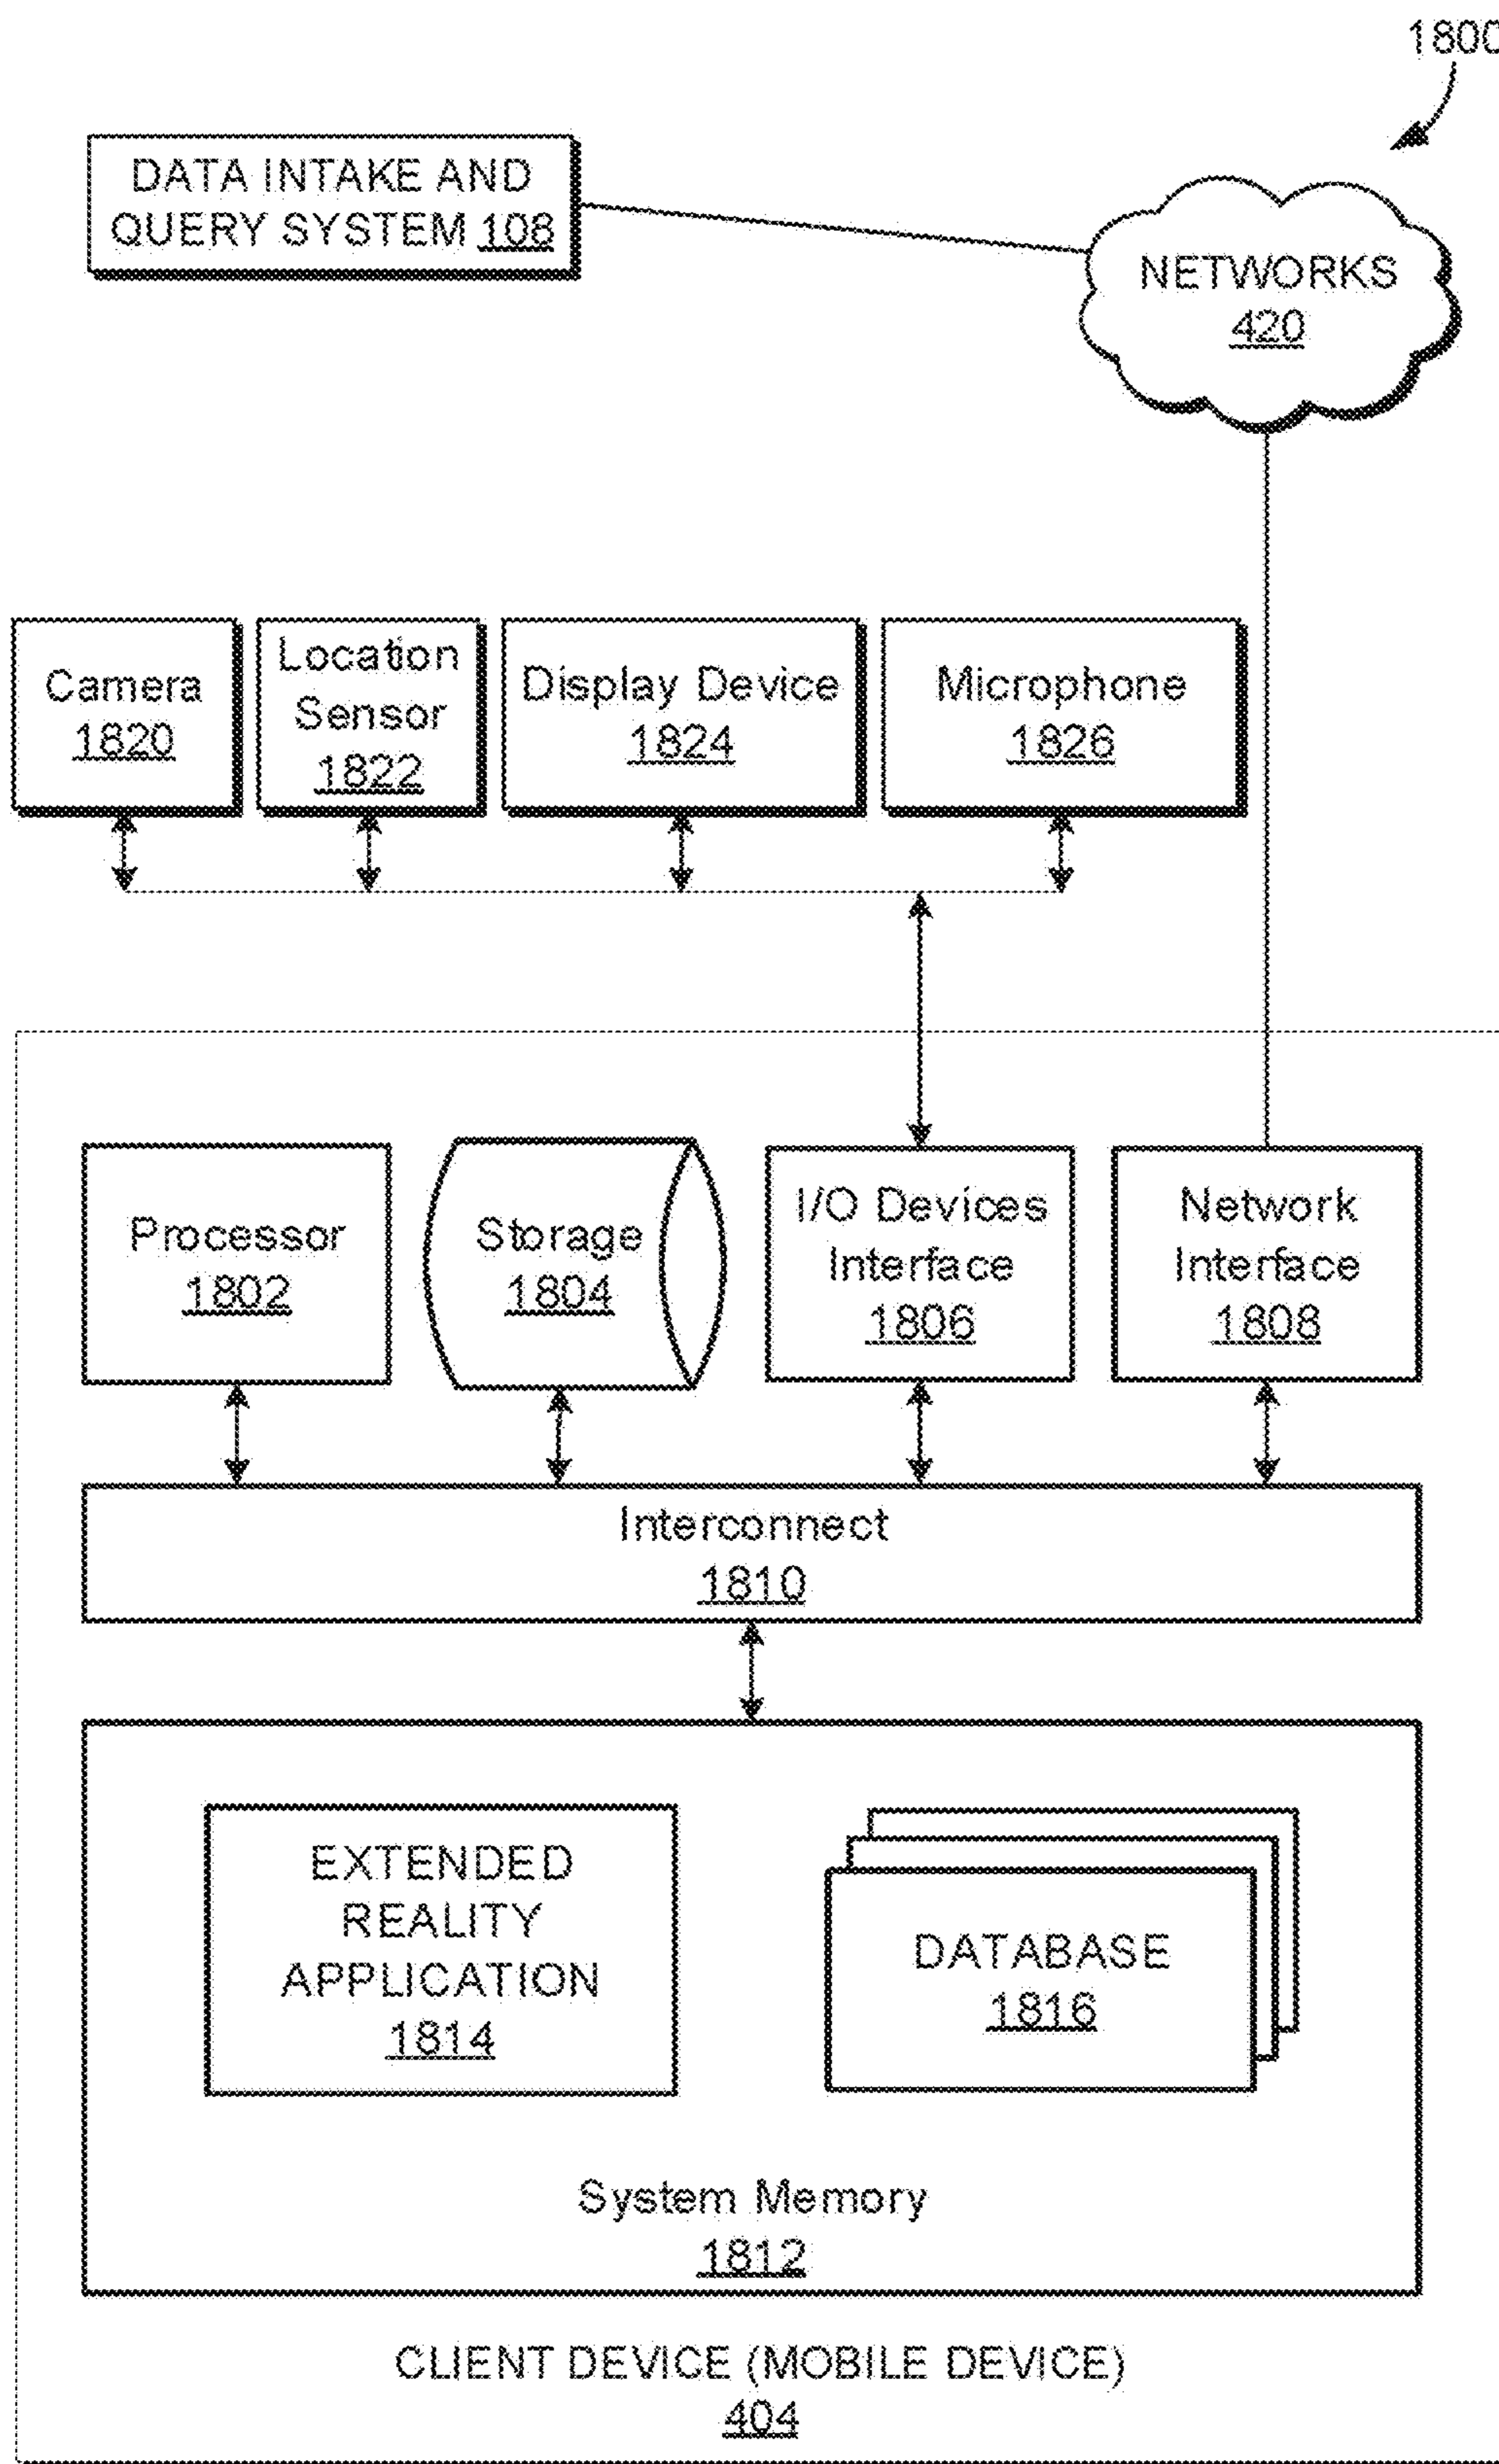 1800
DATA INTAKE AND
QUERY SYSTEM 108
NETWORKS
420
Camera
1820
Location
Sensor
1822
Display Device
1824
Microphone
1826
Processor
1802
Storage
1804
I/O Devices
Interface
1806
Network
Interface
1808
Interconnect
1810
EXTENDED
REALITY
APPLICATION
1814
DATABASE
1816
System Memory
1812
CLIENT DEVICE (MOBILE DEVICE)
404